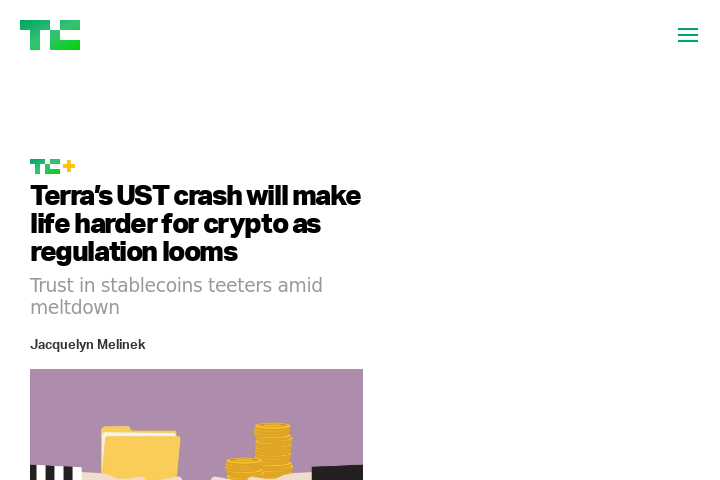 TC
TC+
Terra's UST crash will make
life harder for crypto as
regulation looms
Trust in stablecoins teeters amid
meltdown
Jacquelyn Melinek